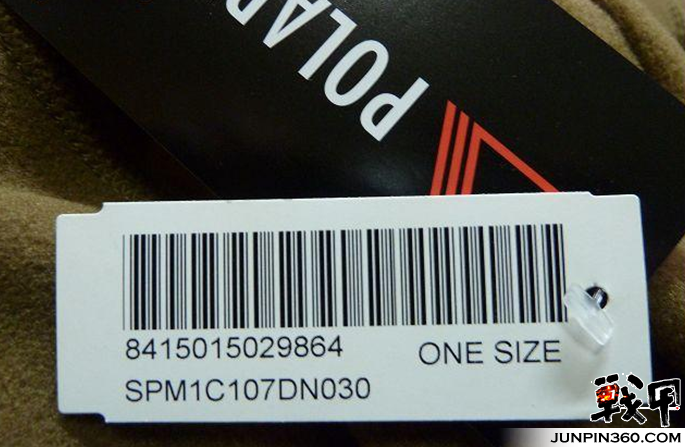 POLAR
8415015029864
ONE SIZE
SPM1C107DN030
戰甲
JUNPIN360.COM